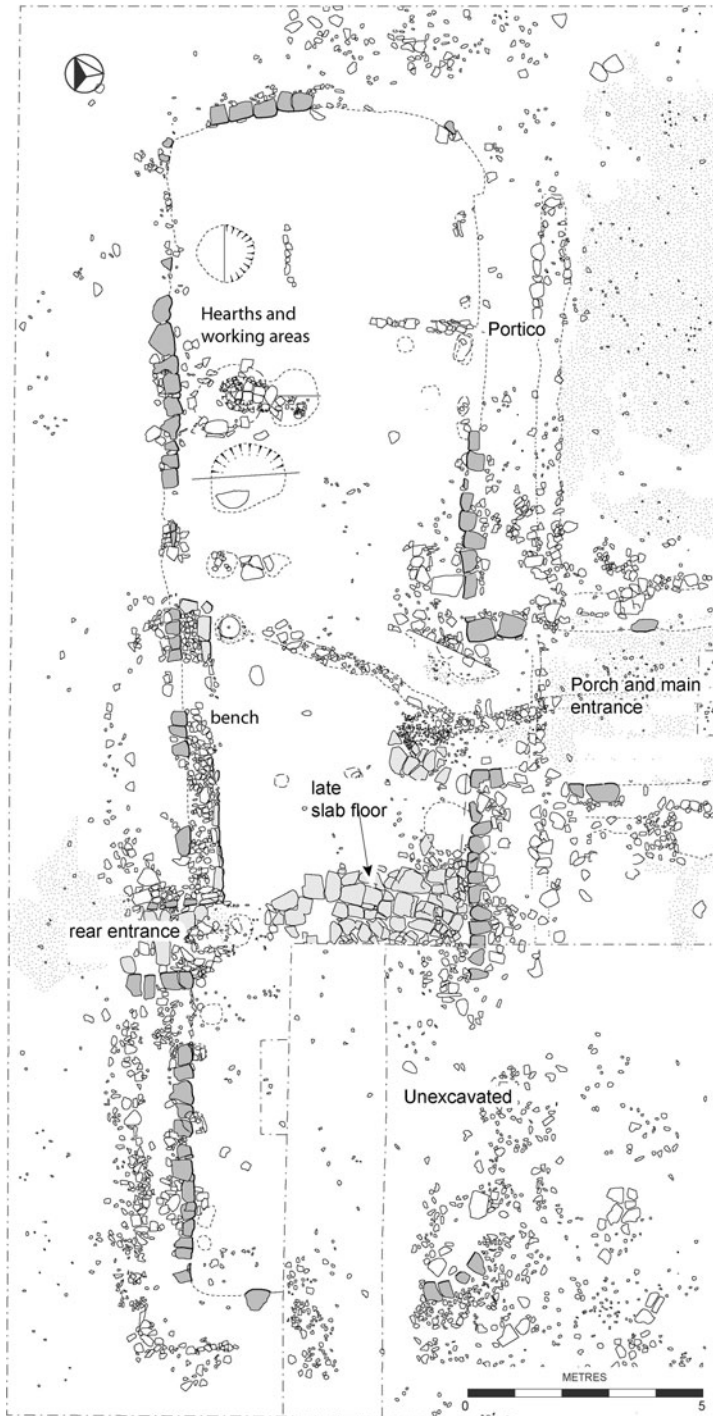 Hearths and
working areas
Portico
Porch and main
entrance
bench
late
slab floor
rear entrance
Unexcavated
METRES
0
5